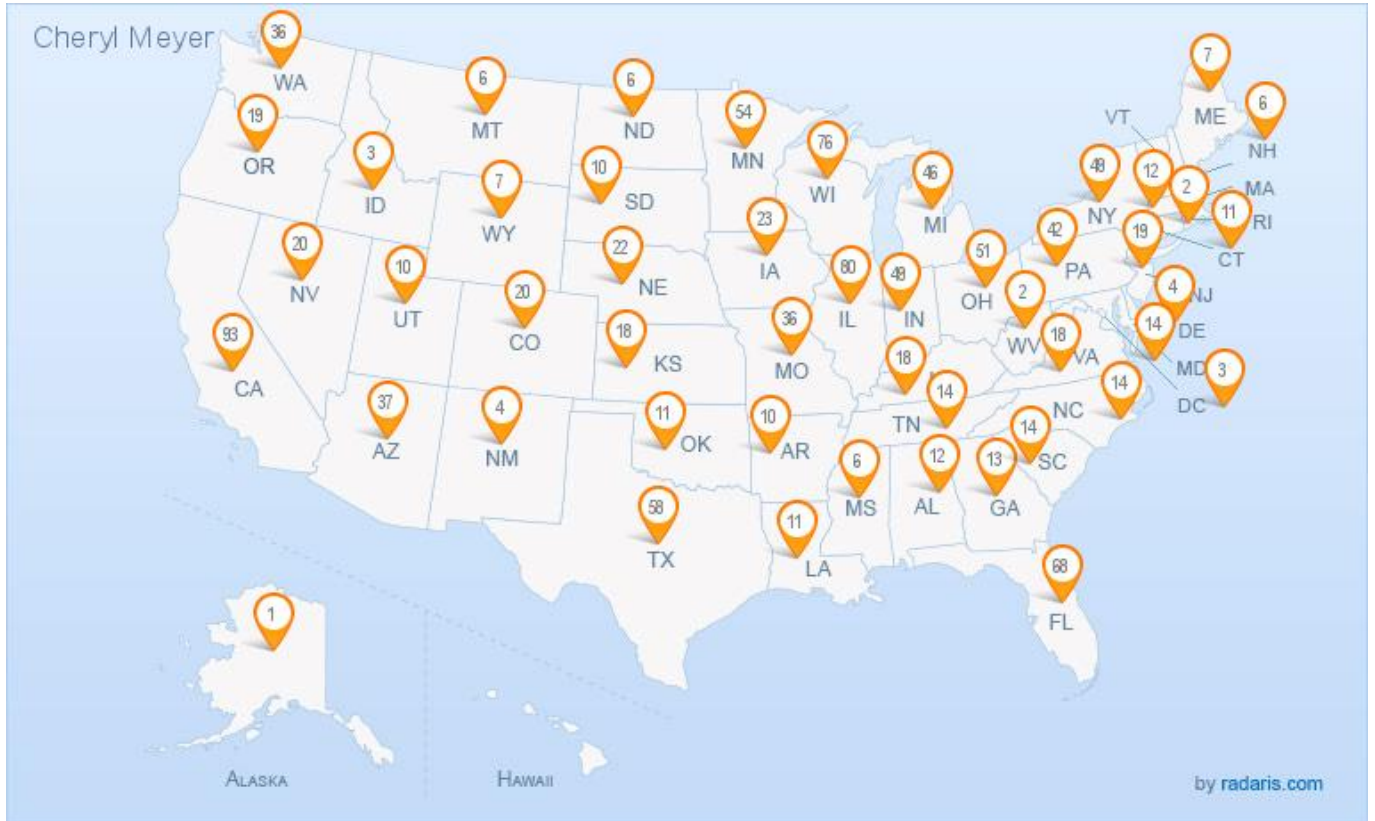 Cheryl Meyer
36
WA
6
MT
6
ND
7
ME
19
OR
3
ID
54
MN
76
WI
46
MI
VT
6
NH
10
SD
7
WY
12
2
MA
NY
11
RI
20
NV
10
UT
22
NE
23
IA
42
PA
19
CT
20
CO
80
IL
IN
51
OH
4
NJ
2
WV
14
DE
93
CA
18
KS
36
MO
18
18
VA
MD
3
DC
37
AZ
4
NM
11
OK
10
AR
14
TN
14
NC
14
SC
6
MS
12
AL
13
GA
58
TX
11
LA
68
FL
1
ALASKA
HAWAII
by radaris.com